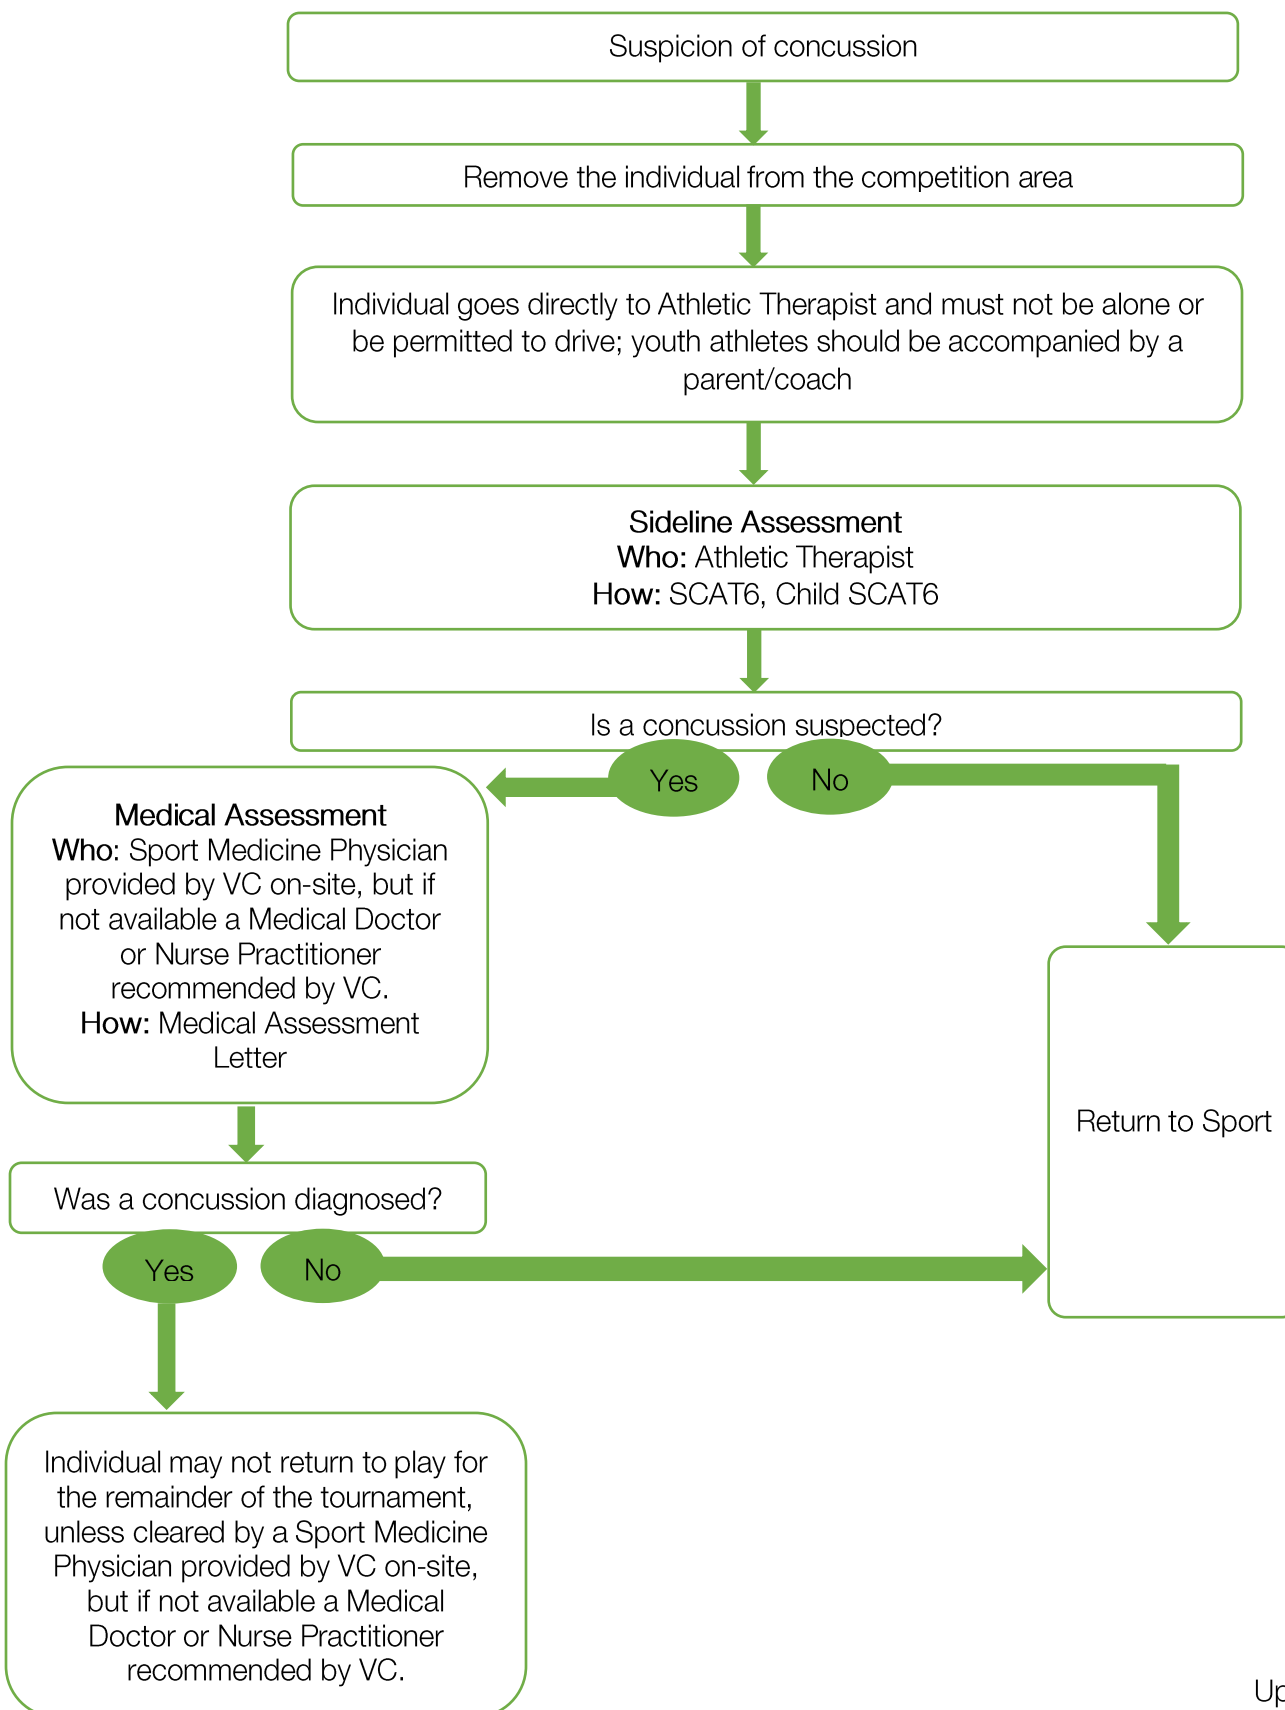 Suspicion of concussion
Remove the individual from the competition area
Individual goes directly to Athletic Therapist and must not be alone or
be permitted to drive; youth athletes should be accompanied by a
parent/coach
Sideline Assessment
Who: Athletic Therapist
How: SCAT6, Child SCAT6
Is a concussion suspected?
Yes
No
Medical Assessment
Who: Sport Medicine Physician
provided by VC on-site, but if
not available a Medical Doctor
or Nurse Practitioner
recommended by VC.
How: Medical Assessment
Letter
Return to Sport
Was a concussion diagnosed?
Yes
No
Individual may not return to play for
the remainder of the tournament,
unless cleared by a Sport Medicine
Physician provided by VC on-site,
but if not available a Medical
Doctor or Nurse Practitioner
recommended by VC.